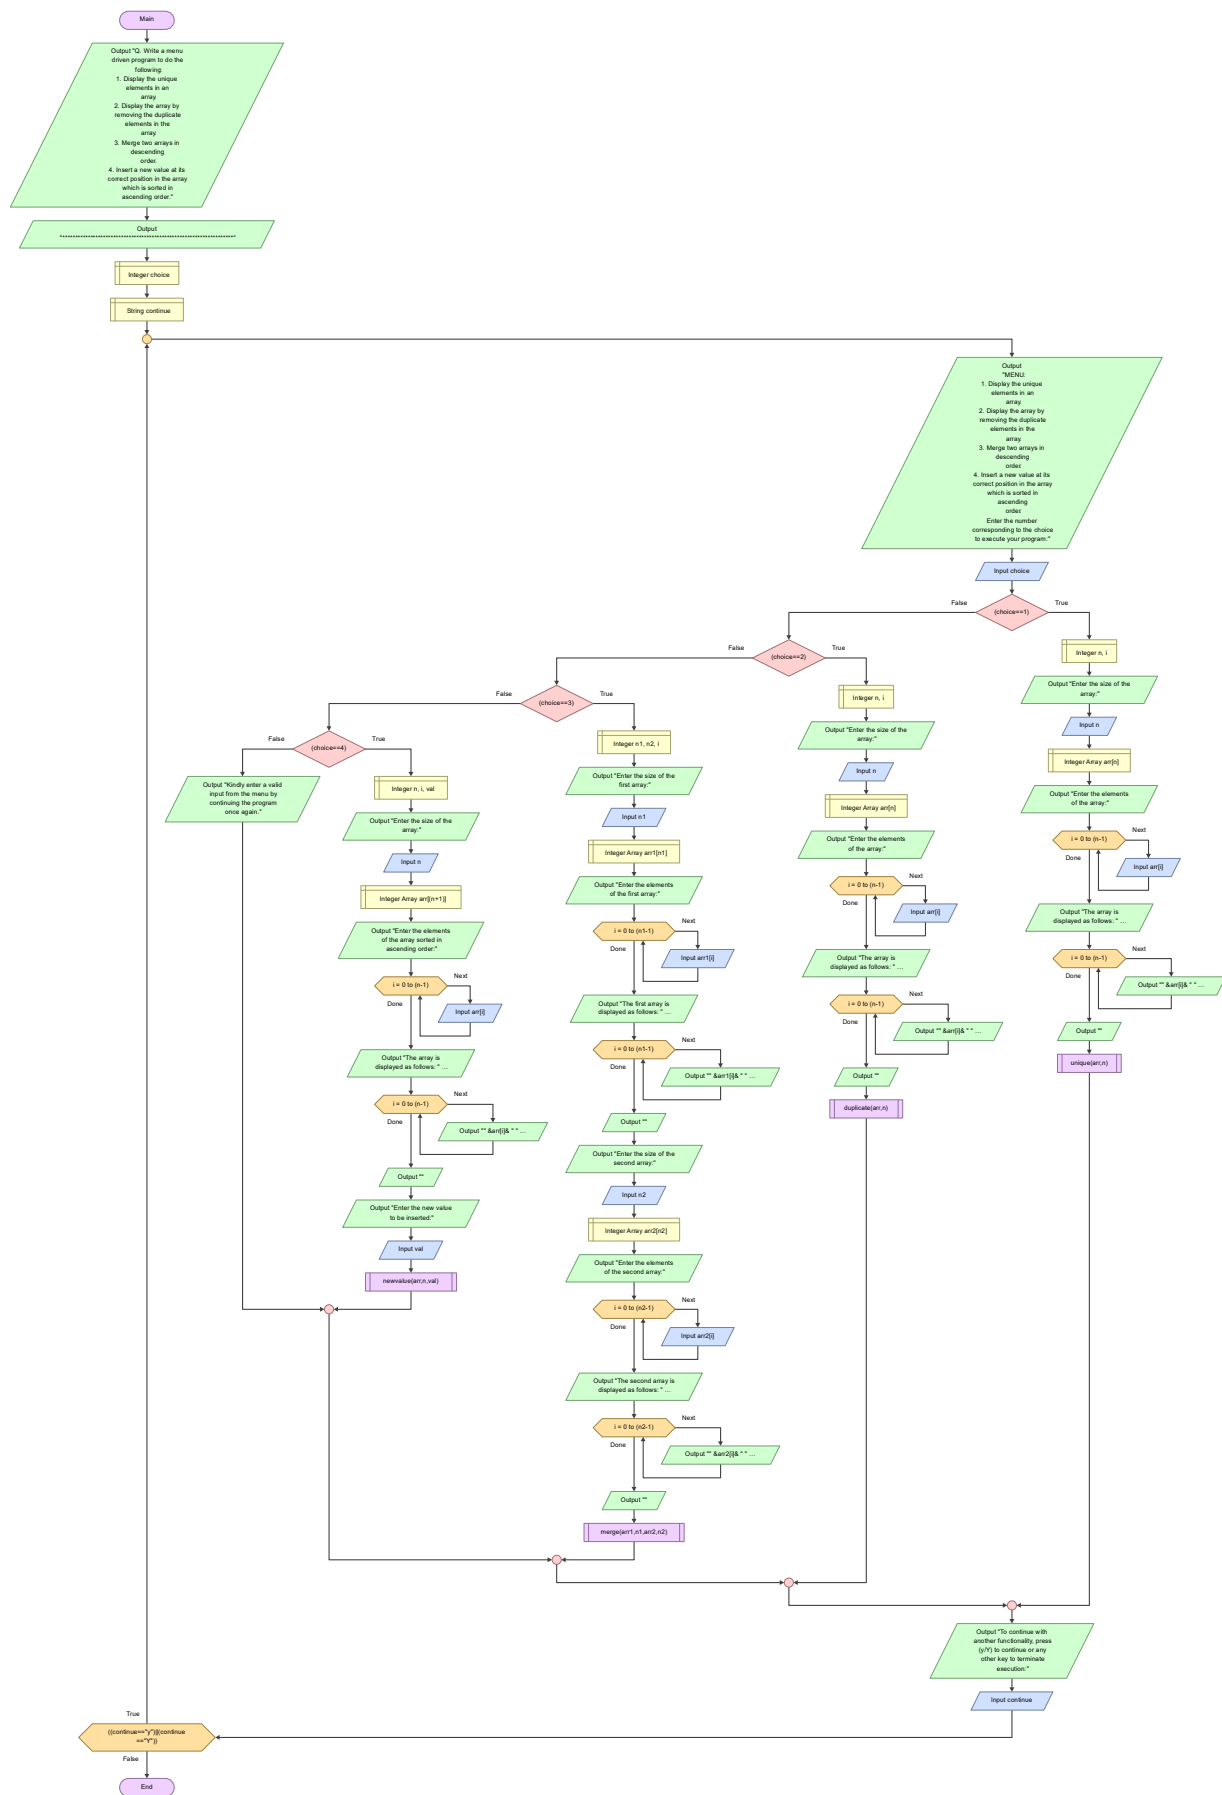 Main
Output "Q. Write a menu
driven program to do the
following:
1. Display the unique
elements in an
array.
2. Display the array by
removing the duplicate
elements in the
array.
3. Merge two arrays in
descending
order.
4. Insert a new value at its
correct position in the array
which is sorted in
ascending order."
Output
Integer choice
String continue
Output
"MENU:
1. Display the unique
elements in an
array.
2. Display the array by
removing the duplicate
elements in the
array.
3. Merge two arrays in
descending
order.
4. Insert a new value at its
correct position in the array
which is sorted in
ascending
order.
Enter the number
corresponding to the choice
to execute your program:"
Input choice
False
(choice==1)
True
False
(choice==2)
True
False
(choice==3)
True
False
(choice==4)
True
Output "Kindly enter a valid
input from the menu by
continuing the program
once again."
Integer n, i, val
Output "Enter the size of the
array:"
Input n
Integer Array arr[(n+1)]
Output "Enter the elements
of the array sorted in
ascending order:"
i = 0 to (n-1)
Next
Done
Input arr[i]
Output "The array is
displayed as follows: " ...
i = 0 to (n-1)
Next
Done
Output "" &arr[i]& " " ...
Output ""
Output "Enter the new value
to be inserted:"
Input val
newvalue(arr,n,val)
Integer n1, n2, i
Output "Enter the size of the
first array:"
Input n1
Integer Array arr1[n1]
Output "Enter the elements
of the first array:"
i = 0 to (n1-1)
Next
Done
Input arr1[i]
Output "The first array is
displayed as follows: " ...
i = 0 to (n1-1)
Next
Done
Output "" &arr1[i]& " " ...
Output ""
Output "Enter the size of the
second array:"
Input n2
Integer Array arr2[n2]
Output "Enter the elements
of the second array:"
i = 0 to (n2-1)
Next
Done
Input arr2[i]
Output "The second array is
displayed as follows: " ...
i = 0 to (n2-1)
Next
Done
Output "" &arr2[i]& " " ...
Output ""
merge(arr1,n1,arr2,n2)
Integer n, i
Output "Enter the size of the
array:"
Input n
Integer Array arr[n]
Output "Enter the elements
of the array:"
i = 0 to (n-1)
Next
Done
Input arr[i]
Output "The array is
displayed as follows: " ...
i = 0 to (n-1)
Next
Done
Output "" &arr[i]& " " ...
Output ""
duplicate(arr,n)
Integer n, i
Output "Enter the size of the
array:"
Input n
Integer Array arr[n]
Output "Enter the elements
of the array:"
i = 0 to (n-1)
Next
Done
Input arr[i]
Output "The array is
displayed as follows: " ...
i = 0 to (n-1)
Next
Done
Output "" &arr[i]& " " ...
Output ""
unique(arr,n)
Output "To continue with
another functionality, press
(y/Y) to continue or any
other key to terminate
execution:"
Input continue
True
((continue=="y")||(continue
=="Y"))
False
End